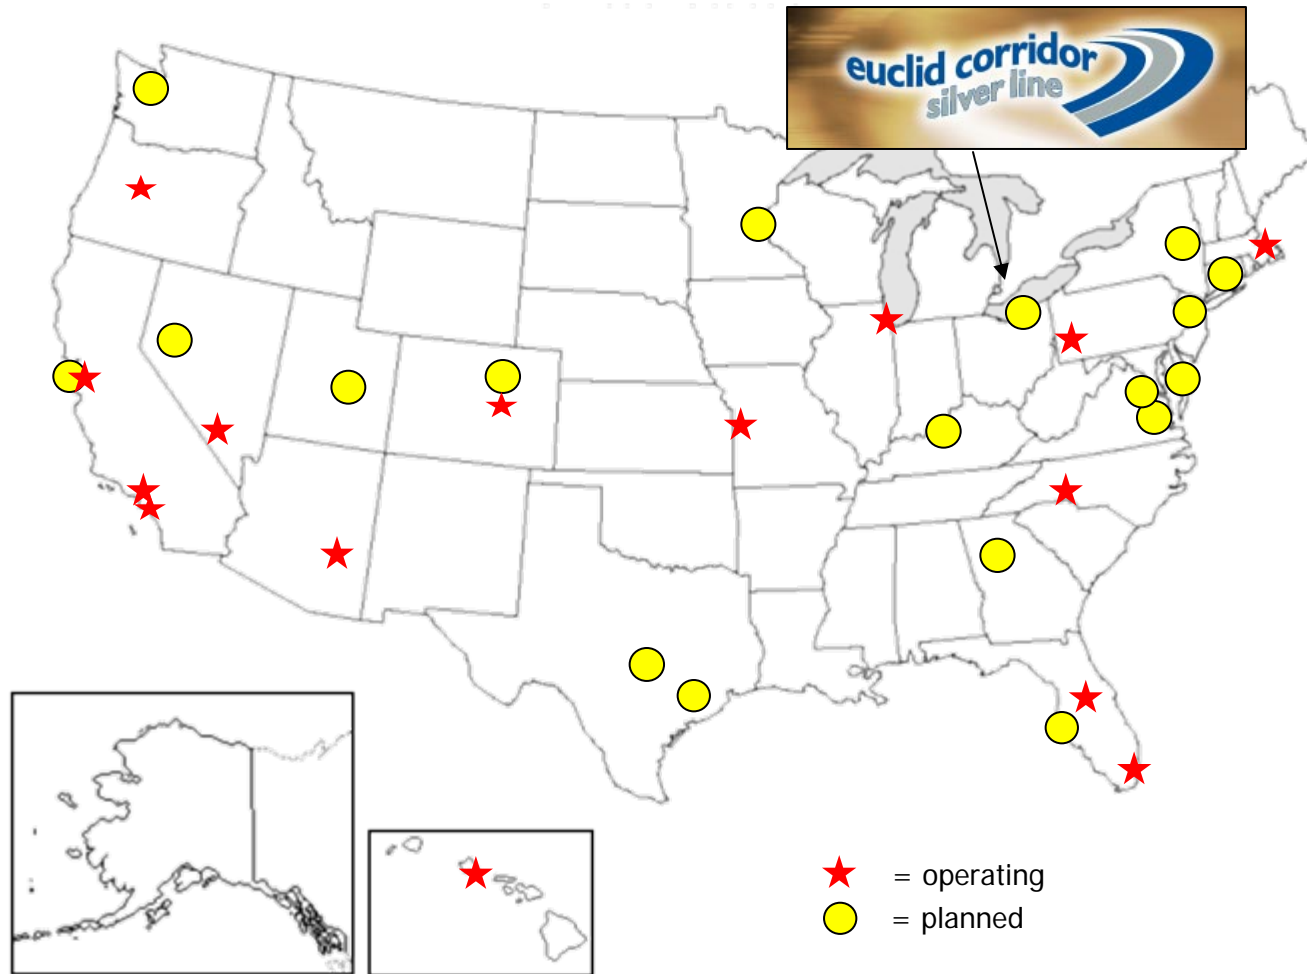 euclid corridor
silver line
= operating
= planned